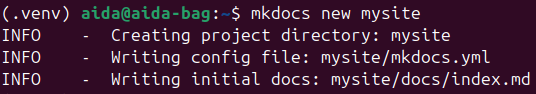 (.venv) aida@aida-bag:~$ mkdocs new mysite
INFO    -  Creating project directory: mysite
INFO    -  Writing config file: mysite/mkdocs.yml
INFO    -  Writing initial docs: mysite/docs/index.md